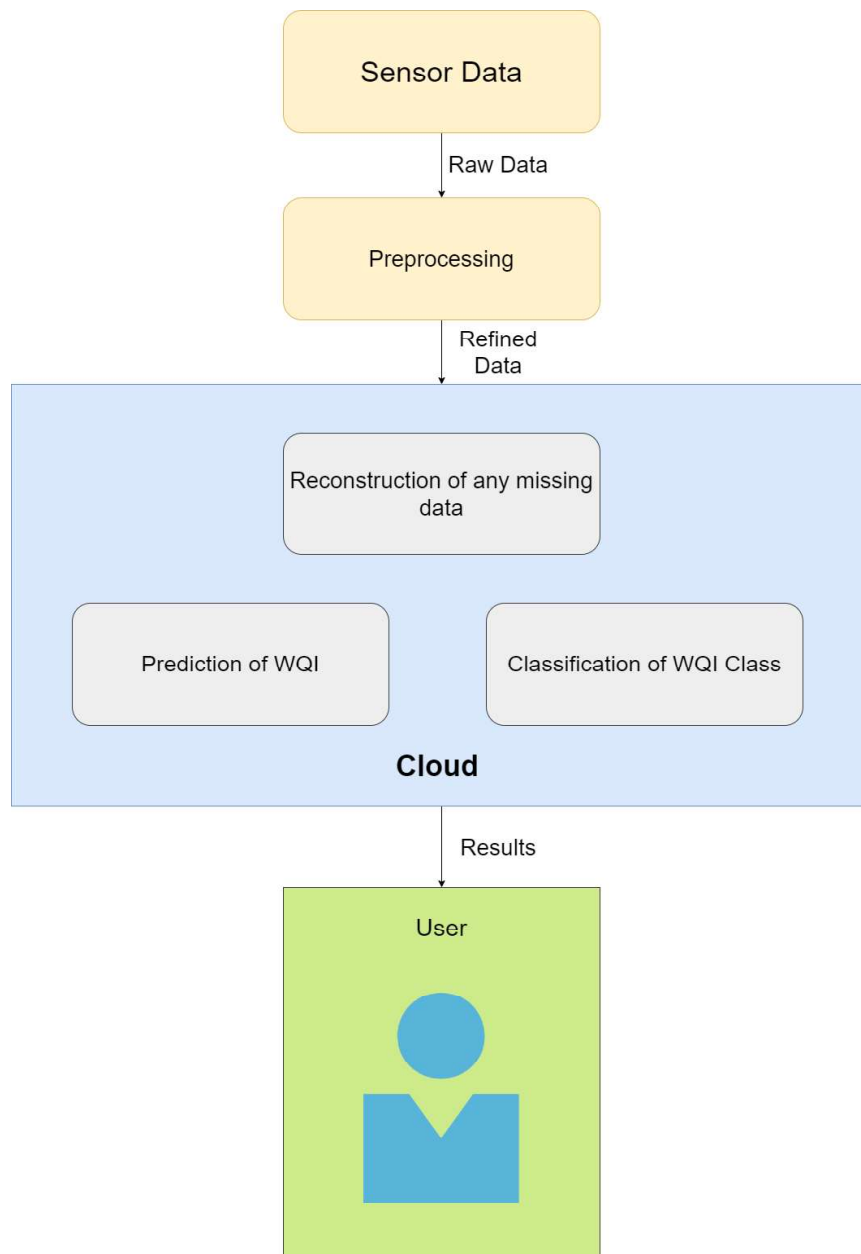 Sensor Data
Raw Data
Preprocessing
Refined
Data
Reconstruction of any missing
data
Prediction of WQI
Classification of WQI Class
Cloud
Results
User